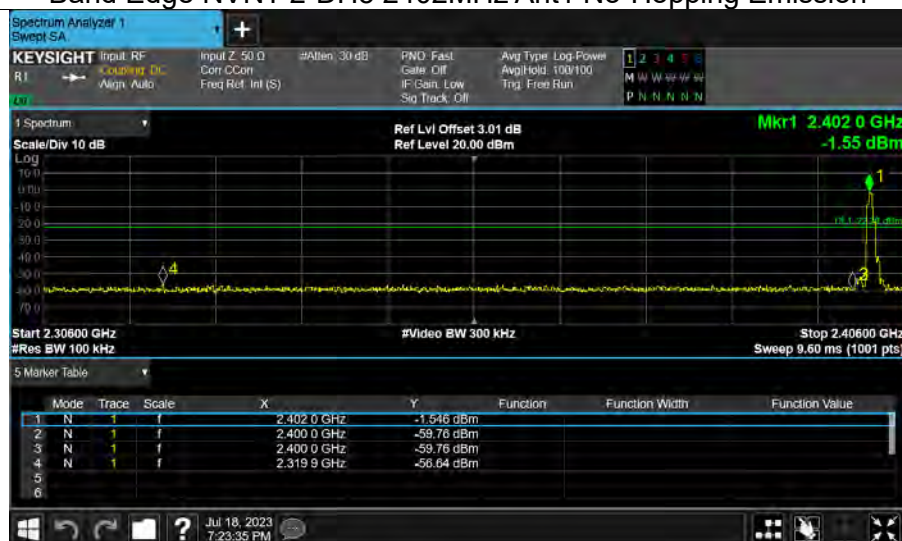 Band Edge NVNT 2-DH5 2402MHz Ant1 No-Hopping Emission
Spectrum Analyzer 1
Swept SA
+
KEYSIGHT Input: RF Input Z: 50 Ω #Atten: 30 dB PNO: Fast Avg Type: Log-Power 1 2 3 4 5 6
R L Coupling: DC Corr CCorr Gate: Off Avg|Hold: 100/100 M W W W W W
Align: Auto Freq Ref: Int (S) IF Gain: Low Trig: Free Run
Sig Track: Off P N N N N N
1 Spectrum Ref Lvl Offset 3.01 dB Mkr1 2.402 0 GHz
Scale/Div 10 dB Ref Level 20.00 dBm -1.55 dBm
Log
10.0
0.00
-10.0
-20.0
-30.0
-40.0
-50.0
-60.0
-70.0
1
4
3
Start 2.30600 GHz #Video BW 300 kHz Stop 2.40600 GHz
#Res BW 100 kHz Sweep 9.60 ms (1001 pts)
5 Marker Table
Mode Trace Scale X Y Function Function Width Function Value
1 N 1 f 2.402 0 GHz -1.546 dBm
2 N 1 f 2.400 0 GHz -59.76 dBm
3 N 1 f 2.400 0 GHz -59.76 dBm
4 N 1 f 2.319 9 GHz -56.64 dBm
5
6
? Jul 18, 2023
7:23:35 PM